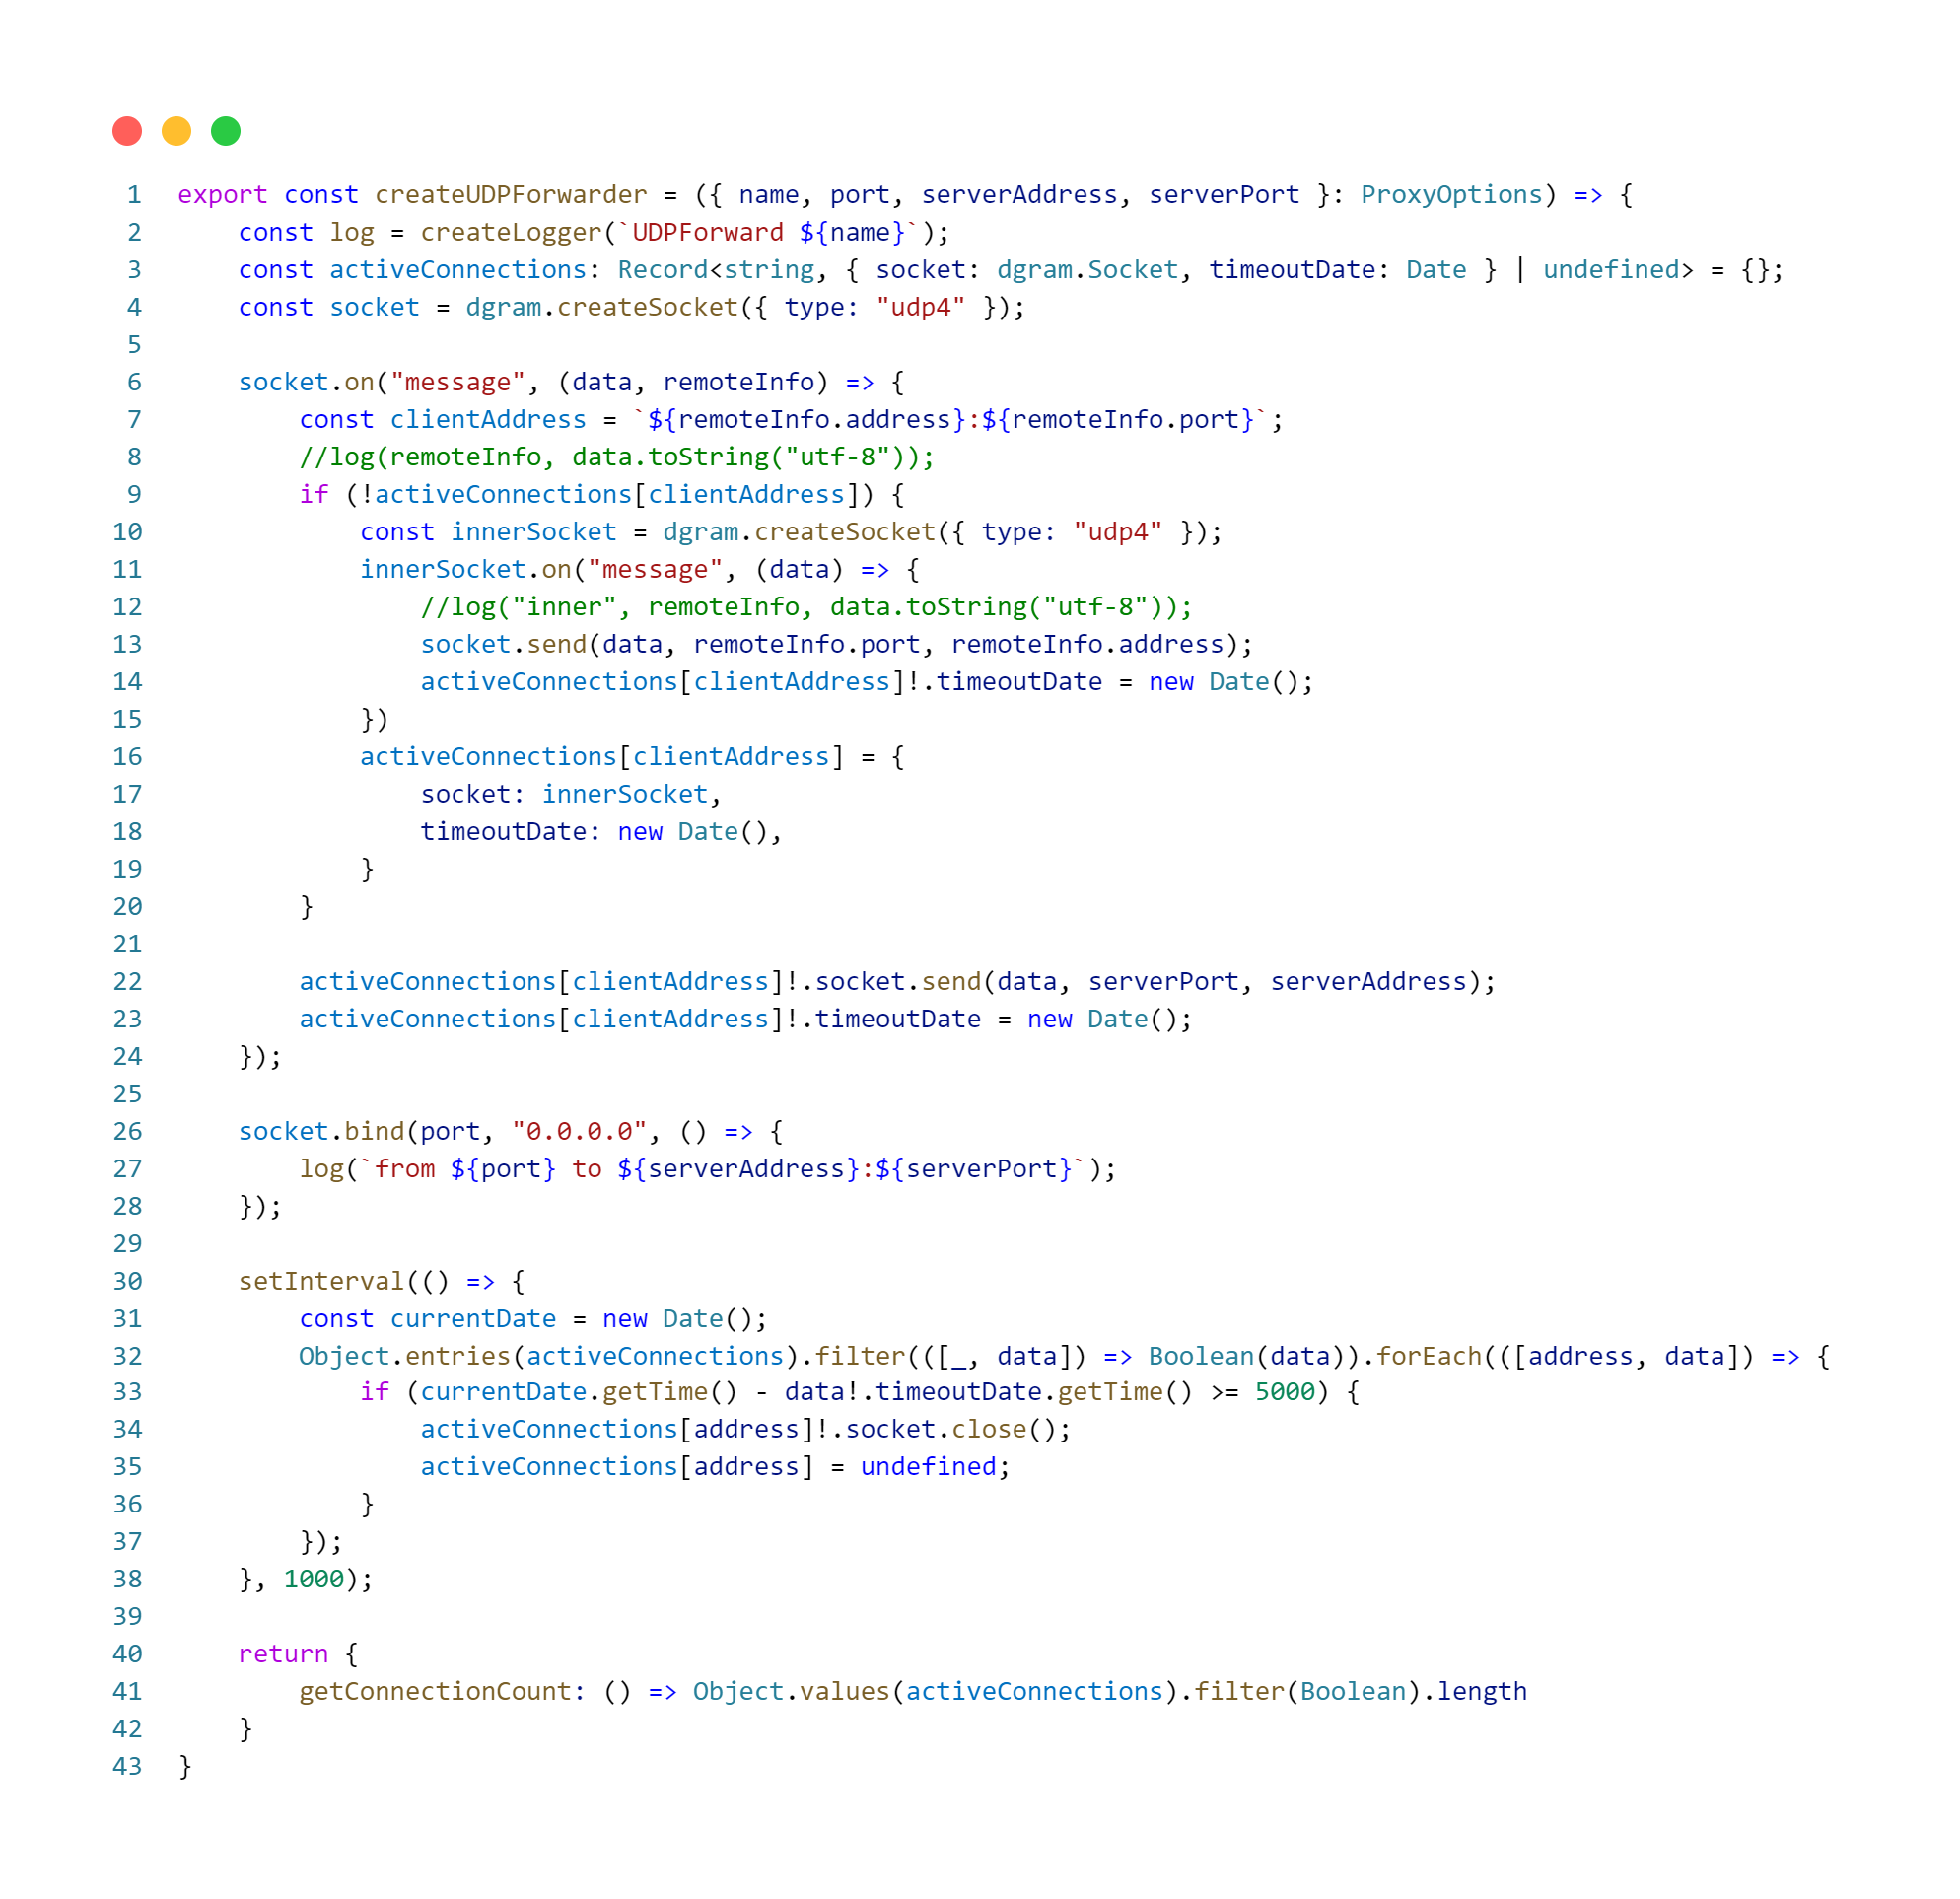 1 export const createUDPForwarder = ({ name, port, serverAddress, serverPort }: ProxyOptions) => {
2     const log = createLogger(`UDPForward ${name}`);
3     const activeConnections: Record<string, { socket: dgram.Socket, timeoutDate: Date } | undefined> = {};
4     const socket = dgram.createSocket({ type: "udp4" });
5
6     socket.on("message", (data, remoteInfo) => {
7         const clientAddress = `${remoteInfo.address}:${remoteInfo.port}`;
8         //log(remoteInfo, data.toString("utf-8"));
9         if (!activeConnections[clientAddress]) {
10             const innerSocket = dgram.createSocket({ type: "udp4" });
11             innerSocket.on("message", (data) => {
12                 //log("inner", remoteInfo, data.toString("utf-8"));
13                 socket.send(data, remoteInfo.port, remoteInfo.address);
14                 activeConnections[clientAddress]!.timeoutDate = new Date();
15             })
16             activeConnections[clientAddress] = {
17                 socket: innerSocket,
18                 timeoutDate: new Date(),
19             }
20         }
21
22         activeConnections[clientAddress]!.socket.send(data, serverPort, serverAddress);
23         activeConnections[clientAddress]!.timeoutDate = new Date();
24     });
25
26     socket.bind(port, "0.0.0.0", () => {
27         log(`from ${port} to ${serverAddress}:${serverPort}`);
28     });
29
30     setInterval(() => {
31         const currentDate = new Date();
32         Object.entries(activeConnections).filter(([_, data]) => Boolean(data)).forEach(([address, data]) => {
33             if (currentDate.getTime() - data!.timeoutDate.getTime() >= 5000) {
34                 activeConnections[address]!.socket.close();
35                 activeConnections[address] = undefined;
36             }
37         });
38     }, 1000);
39
40     return {
41         getConnectionCount: () => Object.values(activeConnections).filter(Boolean).length
42     }
43 }